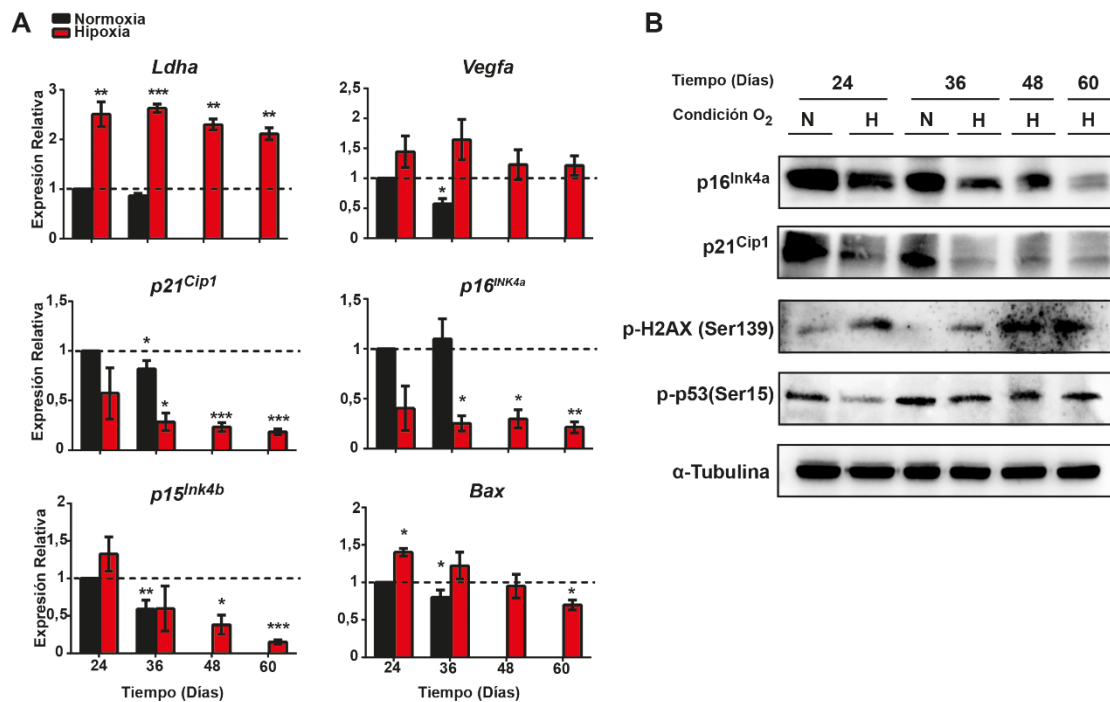 A
Normoxia
Hipoxia
Ldha
Expresión Relativa
3
2
1
0
**
***
**
**
Vegfa
2,5
2
1,5
1
0,5
0
*
p21Cip1
Expresión Relativa
1,5
1
0,5
0
*
*
***
***
p16INK4a
1,5
1
0,5
0
*
*
**
p15Ink4b
Expresión Relativa
2
1,5
1
0,5
0
**
*
***
24 36 48 60
Tiempo (Días)
Bax
2
1,5
1
0,5
0
*
*
*
24 36 48 60
Tiempo (Días)
B
Tiempo (Días) 24 36 48 60
Condición O2 N H N H H H
p16Ink4a
p21Cip1
p-H2AX (Ser139)
p-p53(Ser15)
α-Tubulina